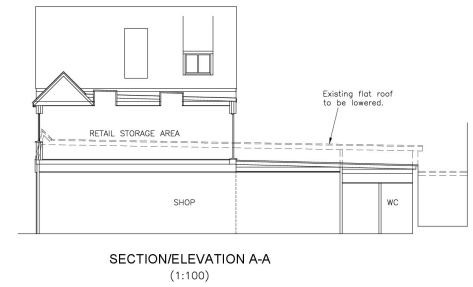 Existing flat roof
to be lowered.
RETAIL STORAGE AREA
SHOP
WC
SECTION/ELEVATION A-A
(1:100)